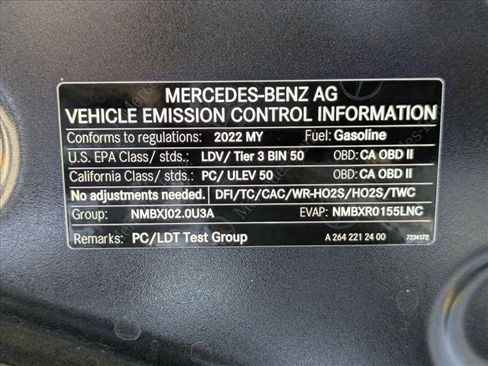 MERCEDES-BENZ AG
VEHICLE EMISSION CONTROL INFORMATION
Conforms to regulations: 2022 MY Fuel: Gasoline
U.S. EPA Class/ stds.: LDV/ Tier 3 BIN 50 OBD: CA OBD II
California Class/ stds.: PC/ ULEV 50 OBD: CA OBD II
No adjustments needed. DFI/TC/CAC/WR-HO2S/HO2S/TWC
Group: NMBXJ02.0U3A EVAP: NMBXR0155LNC
Remarks: PC/LDT Test Group A 264 221 24 00 7234172